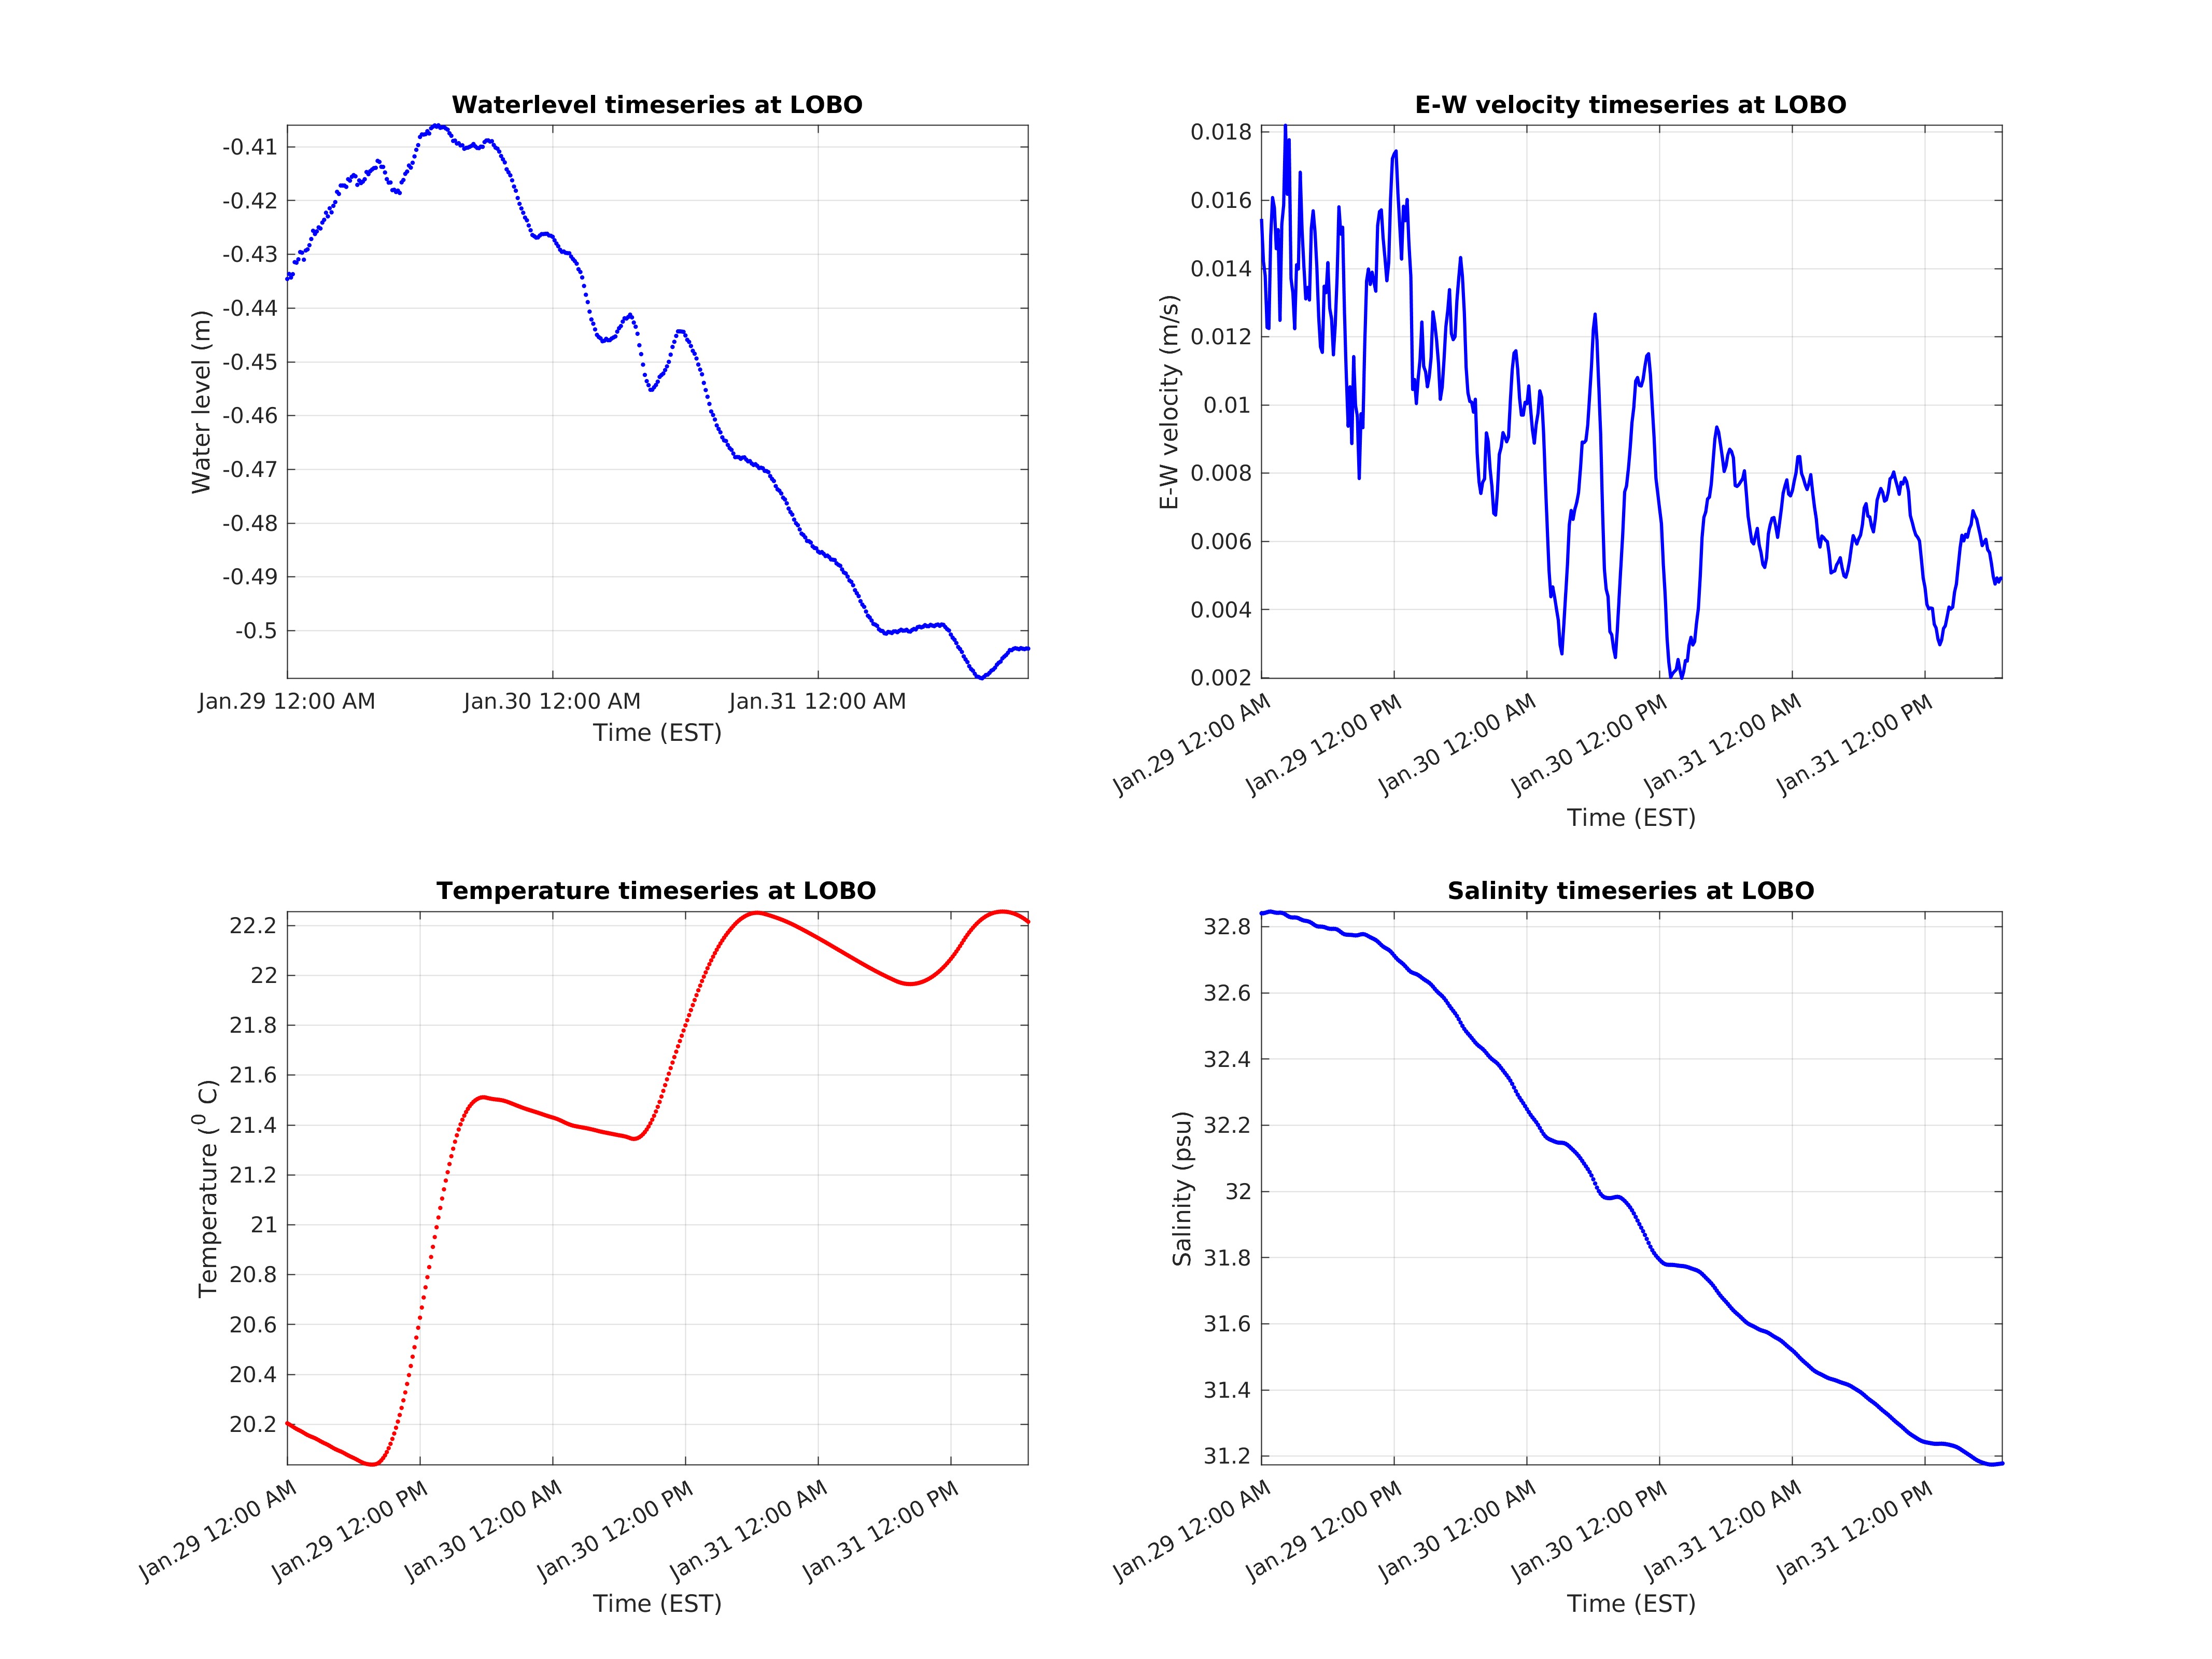 Waterlevel timeseries at LOBO
Water level (m)
-0.41
-0.42
-0.43
-0.44
-0.45
-0.46
-0.47
-0.48
-0.49
-0.5
Jan.29 12:00 AM
Jan.30 12:00 AM
Jan.31 12:00 AM
Time (EST)
E-W velocity timeseries at LOBO
E-W velocity (m/s)
0.018
0.016
0.014
0.012
0.01
0.008
0.006
0.004
0.002
Jan.29 12:00 AM
Jan.29 12:00 PM
Jan.30 12:00 AM
Jan.30 12:00 PM
Jan.31 12:00 AM
Jan.31 12:00 PM
Time (EST)
Temperature timeseries at LOBO
Temperature (⁰ C)
22.2
22
21.8
21.6
21.4
21.2
21
20.8
20.6
20.4
20.2
Jan.29 12:00 AM
Jan.29 12:00 PM
Jan.30 12:00 AM
Jan.30 12:00 PM
Jan.31 12:00 AM
Jan.31 12:00 PM
Time (EST)
Salinity timeseries at LOBO
Salinity (psu)
32.8
32.6
32.4
32.2
32
31.8
31.6
31.4
31.2
Jan.29 12:00 AM
Jan.29 12:00 PM
Jan.30 12:00 AM
Jan.30 12:00 PM
Jan.31 12:00 AM
Jan.31 12:00 PM
Time (EST)